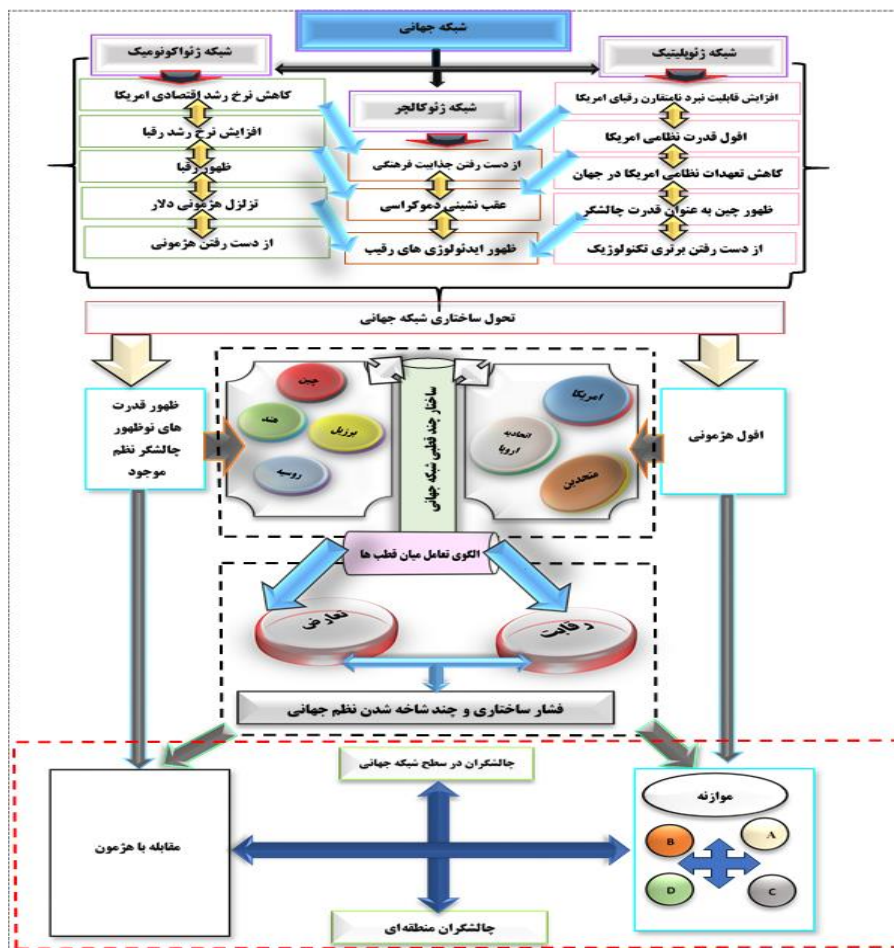 شبکه جهانی
شبکه ژئوپلیتیک
شبکه ژئواکونومیک
شبکه ژئوکالچر
افزایش قابلیت نبرد نامتقارن رقبای امریکا
افول قدرت نظامی امریکا
کاهش تعهدات نظامی امریکا در جهان
ظهور چین به عنوان قدرت چالشگر
از دست رفتن برتری تکنولوژیک
از دست رفتن جذابیت فرهنگی
عقب نشینی دموکراسی
ظهور ایدئولوژی های رقیب
کاهش نرخ رشد اقتصادی امریکا
افزایش نرخ رشد رقبا
ظهور رقبا
تزلزل هژمونی دلار
از دست رفتن هژمونی
تحول ساختاری شبکه جهانی
افول هژمونی
امریکا
اتحادیه
اروپا
متحدین
ساختار چند قطبی شبکه جهانی
چین
هند
برزیل
روسیه
ظهور قدرت
های نوظهور
چالشگر نظم
موجود
الگوی تعامل میان قطب ها
رقابت
تعارض
فشار ساختاری و چند شاخه شدن نظم جهانی
چالشگران در سطح شبکه جهانی
موازنه
A
B
C
D
مقابله با هژمون
چالشگران منطقه‌ای